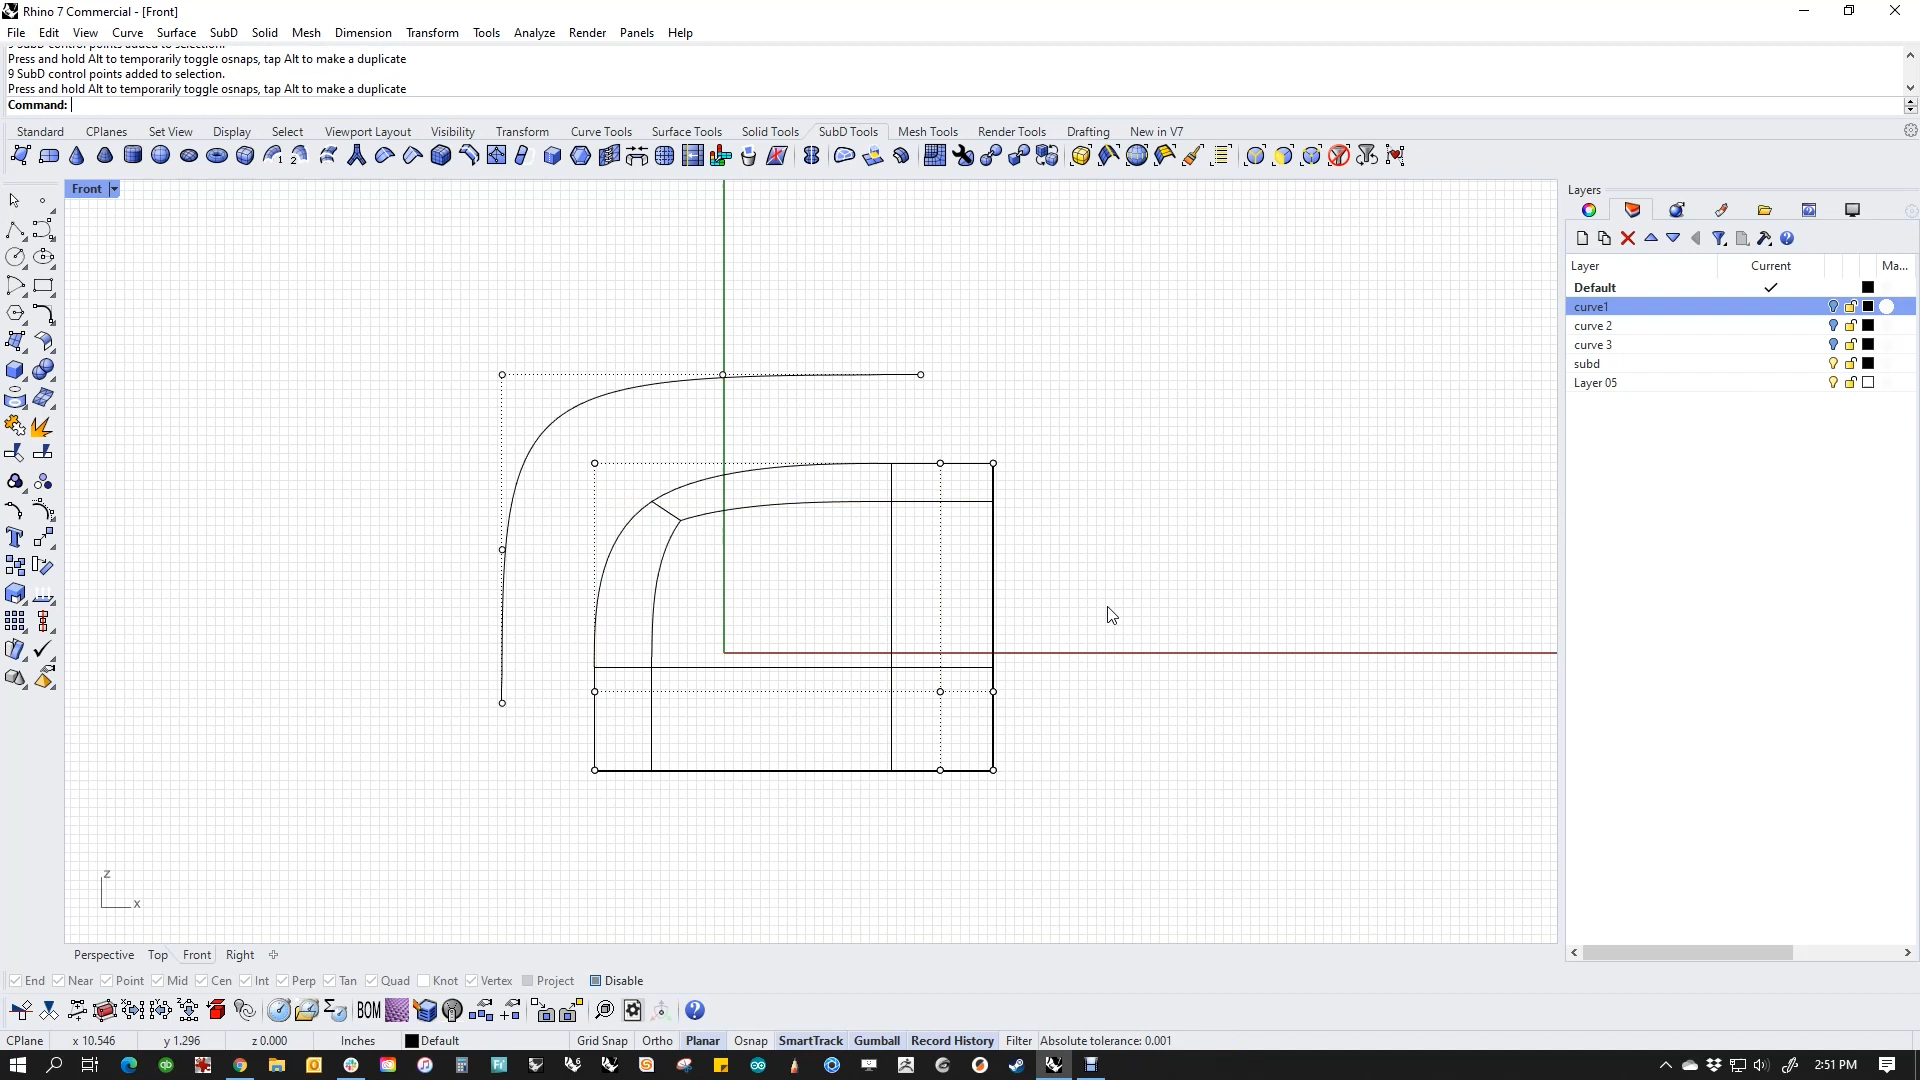 Rhino 7 Commercial - [Front]
File Edit View Curve Surface SubD Solid Mesh Dimension Transform Tools Analyze Render Panels Help
9 SubD control points added to selection.
Press and hold Alt to temporarily toggle osnaps, tap Alt to make a duplicate
9 SubD control points added to selection.
Press and hold Alt to temporarily toggle osnaps, tap Alt to make a duplicate
Command:
Standard CPlanes Set View Display Select Viewport Layout Visibility Transform Curve Tools Surface Tools Solid Tools SubD Tools Mesh Tools Render Tools Drafting New in V7
Front
Layers
Layer Current Ma...
Default
curve1
curve 2
curve 3
subd
Layer 05
z
x
Perspective Top Front Right
End Near Point Mid Cen Int Perp Tan Quad Knot Vertex Project Disable
BOM
CPlane x 10.546 y 1.296 z 0.000 Inches Default Grid Snap Ortho Planar Osnap SmartTrack Gumball Record History Filter Absolute tolerance: 0.001
2:51 PM